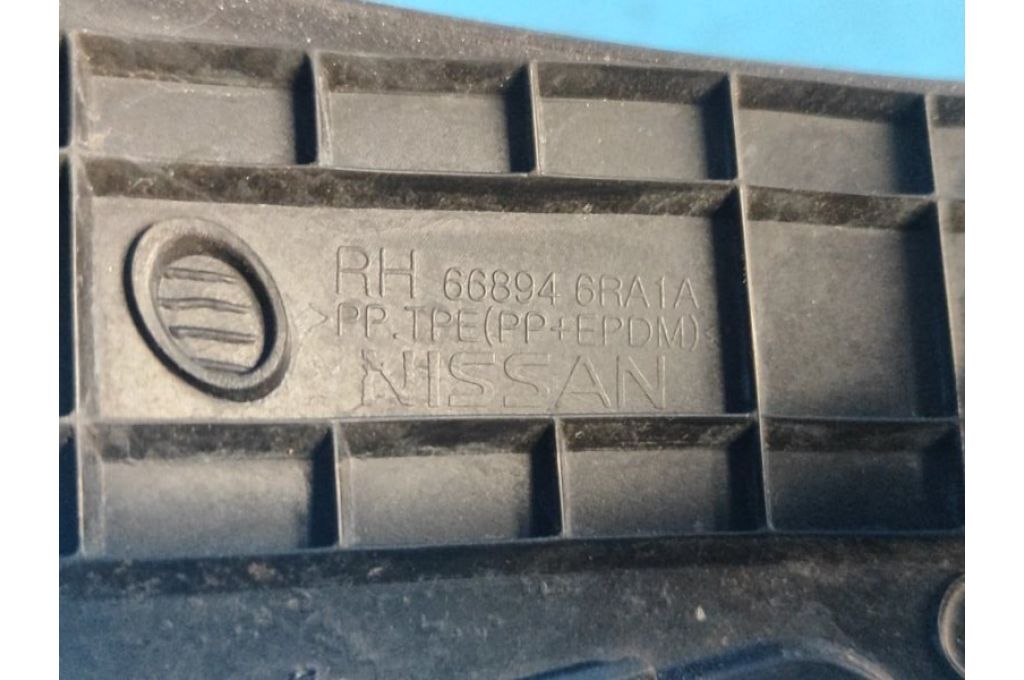 RH 66894 6RA1A
>PP.TPE(PP+EPDM)<
NISSAN